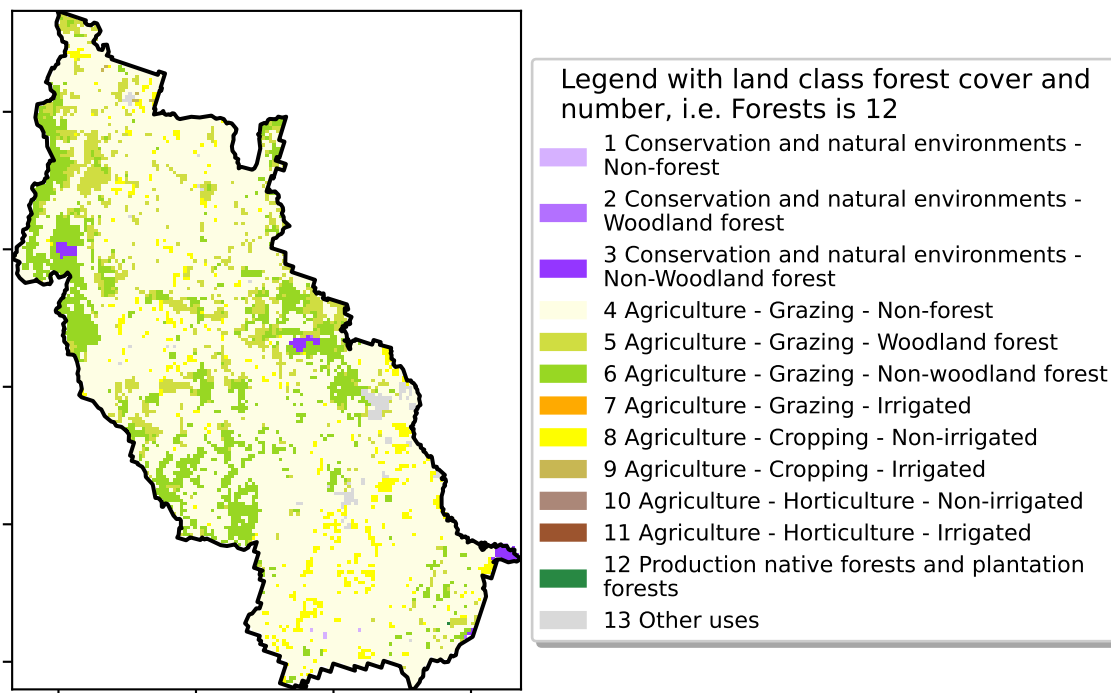 Legend with land class forest cover and
number, i.e. Forests is 12
1 Conservation and natural environments -
Non-forest
2 Conservation and natural environments -
Woodland forest
3 Conservation and natural environments -
Non-Woodland forest
4 Agriculture - Grazing - Non-forest
5 Agriculture - Grazing - Woodland forest
6 Agriculture - Grazing - Non-woodland forest
7 Agriculture - Grazing - Irrigated
8 Agriculture - Cropping - Non-irrigated
9 Agriculture - Cropping - Irrigated
10 Agriculture - Horticulture - Non-irrigated
11 Agriculture - Horticulture - Irrigated
12 Production native forests and plantation
forests
13 Other uses